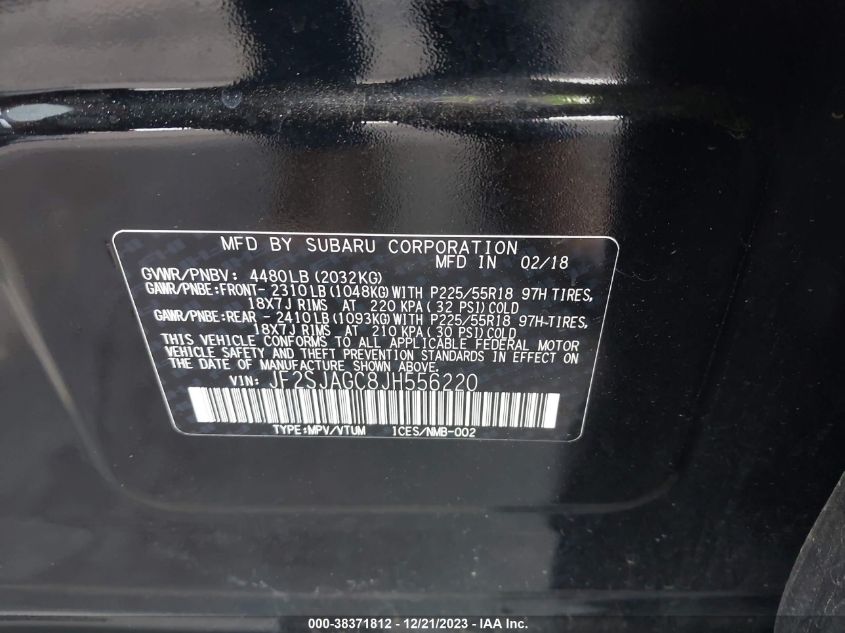 MFD BY SUBARU CORPORATION
MFD IN 02/18
GVWR/PNBV: 4480LB(2032KG)
GAWR/PNBE:FRONT- 2310LB(1048KG)WITH P225/55R18 97H TIRES,
18X7J RIMS AT 220 KPA(32 PSI)COLD
GAWR/PNBE:REAR - 2410LB(1093KG)WITH P225/55R18 97H-TIRES,
18X7J RIMS AT 210 KPA(30 PSI)COLD
THIS VEHICLE CONFORMS TO ALL APPLICABLE FEDERAL MOTOR
VEHICLE SAFETY AND THEFT PREVENTION STANDARDS IN EFFECT ON
THE DATE OF MANUFACTURE SHOWN ABOVE.
VIN: JF2SJAGC8JH556220
TYPE:MPV/VTUM ICES/NMB-002
000-38371812 - 12/21/2023 - IAA Inc.